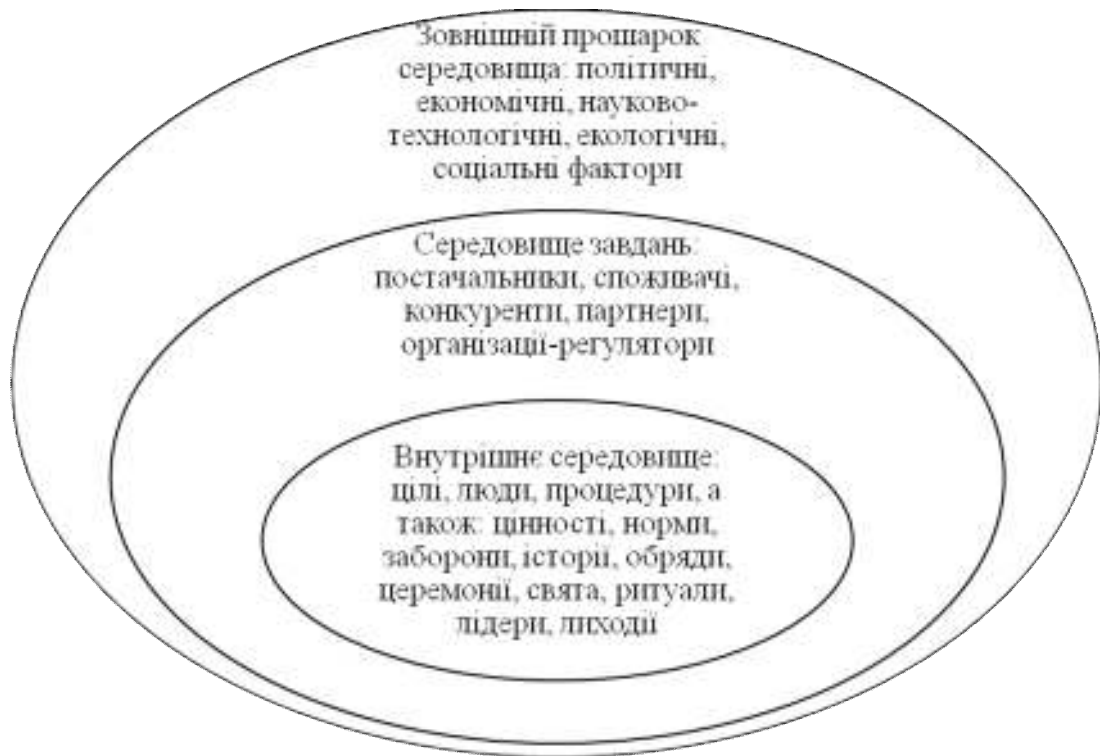 Зовнішній прошарок
середовища: політичні,
економічні, науково-
технологічні, екологічні,
соціальні фактори
Середовище завдань:
постачальники, споживачі,
конкуренти, партнери,
організації-регулятори
Внутрішнє середовище:
цілі, люди, процедури, а
також: цінності, норми,
заборони, історії, обряди,
церемонії, свята, ритуали,
лідери, лиходії